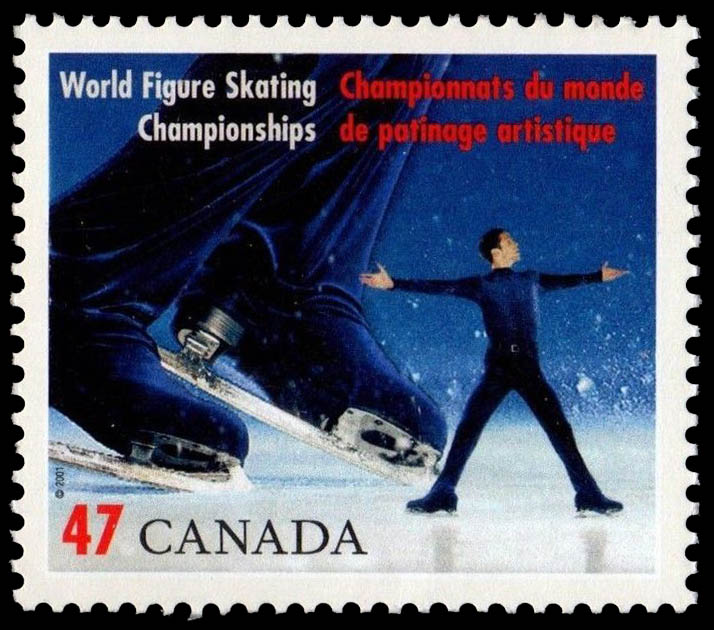 World Figure Skating
Championships
Championnats du monde
de patinage artistique
© 2001
47 CANADA